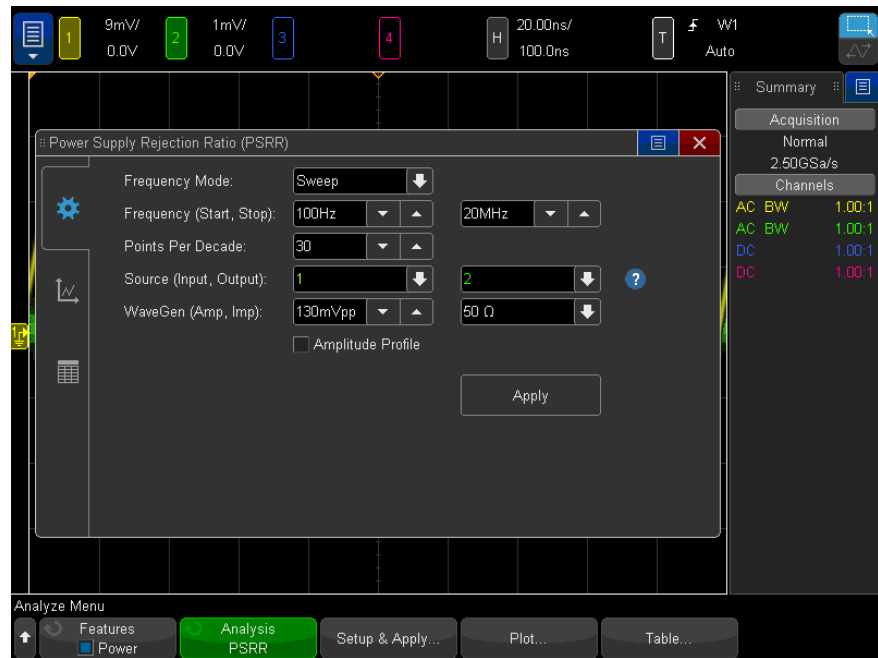 1 9mV/ 2 1mV/ 3 4 H 20.00ns/ T W1
0.0V 0.0V 100.0ns Auto
Summary
Acquisition
Normal
2.50GSa/s
Channels
AC BW 1.00:1
AC BW 1.00:1
DC 1.00:1
DC 1.00:1
Power Supply Rejection Ratio (PSRR)
Frequency Mode: Sweep
Frequency (Start, Stop): 100Hz 20MHz
Points Per Decade: 30
Source (Input, Output): 1 2 ?
WaveGen (Amp, Imp): 130mVpp 50 Ω
Amplitude Profile
Apply
Analyze Menu
Features Analysis
Power PSRR Setup & Apply... Plot... Table...